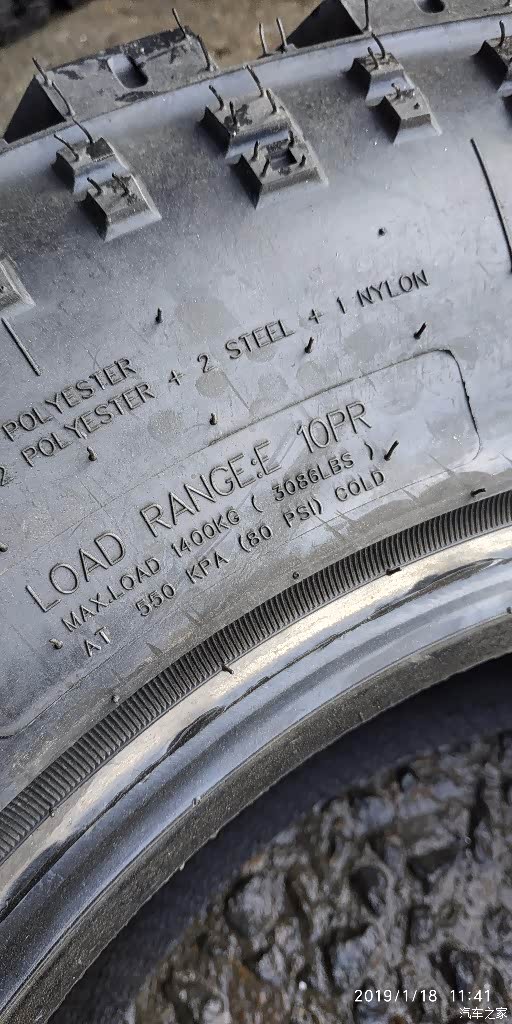 POLYESTER
2 POLYESTER + 2 STEEL + 1 NYLON
LOAD RANGE:E 10PR
MAX.LOAD 1400KG ( 3086LBS )
AT 550 KPA (80 PSI) COLD
2019/1/18 11:41
汽车之家